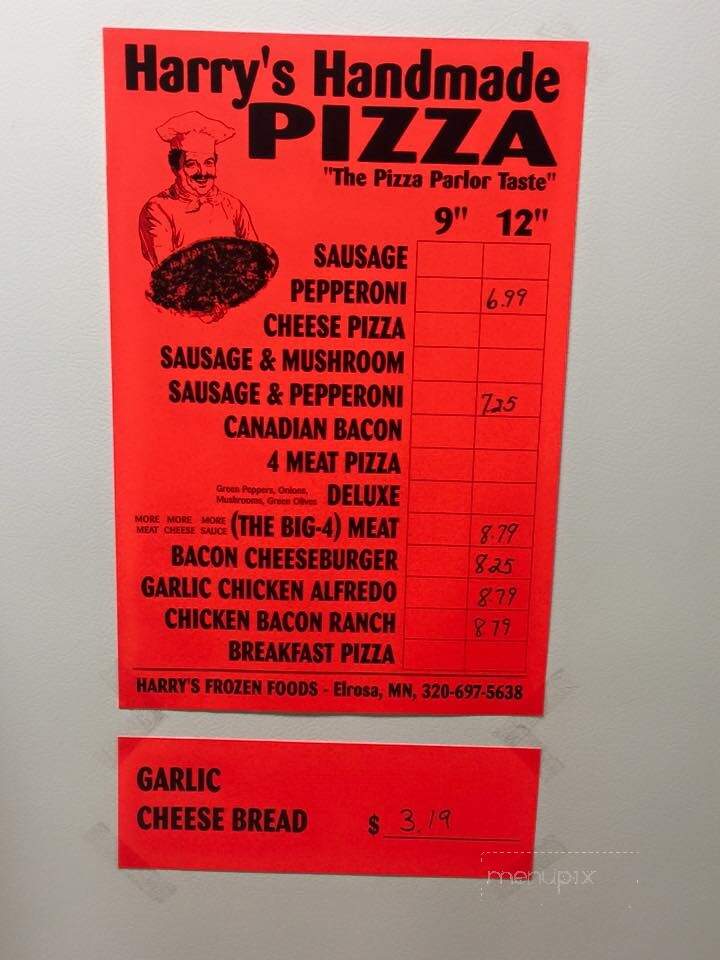 Harry's Handmade
PIZZA
"The Pizza Parlor Taste"
9" 12"
SAUSAGE
PEPPERONI 6.99
CHEESE PIZZA
SAUSAGE & MUSHROOM
SAUSAGE & PEPPERONI 7.25
CANADIAN BACON
4 MEAT PIZZA
Green Peppers, Onions,
Mushrooms, Green Olives DELUXE
MORE MORE MORE
MEAT CHEESE SAUCE (THE BIG-4) MEAT 8.79
BACON CHEESEBURGER 8.25
GARLIC CHICKEN ALFREDO 8.79
CHICKEN BACON RANCH 8.79
BREAKFAST PIZZA
HARRY'S FROZEN FOODS - Elrosa, MN, 320-697-5638
GARLIC
CHEESE BREAD $ 3.19
menupix